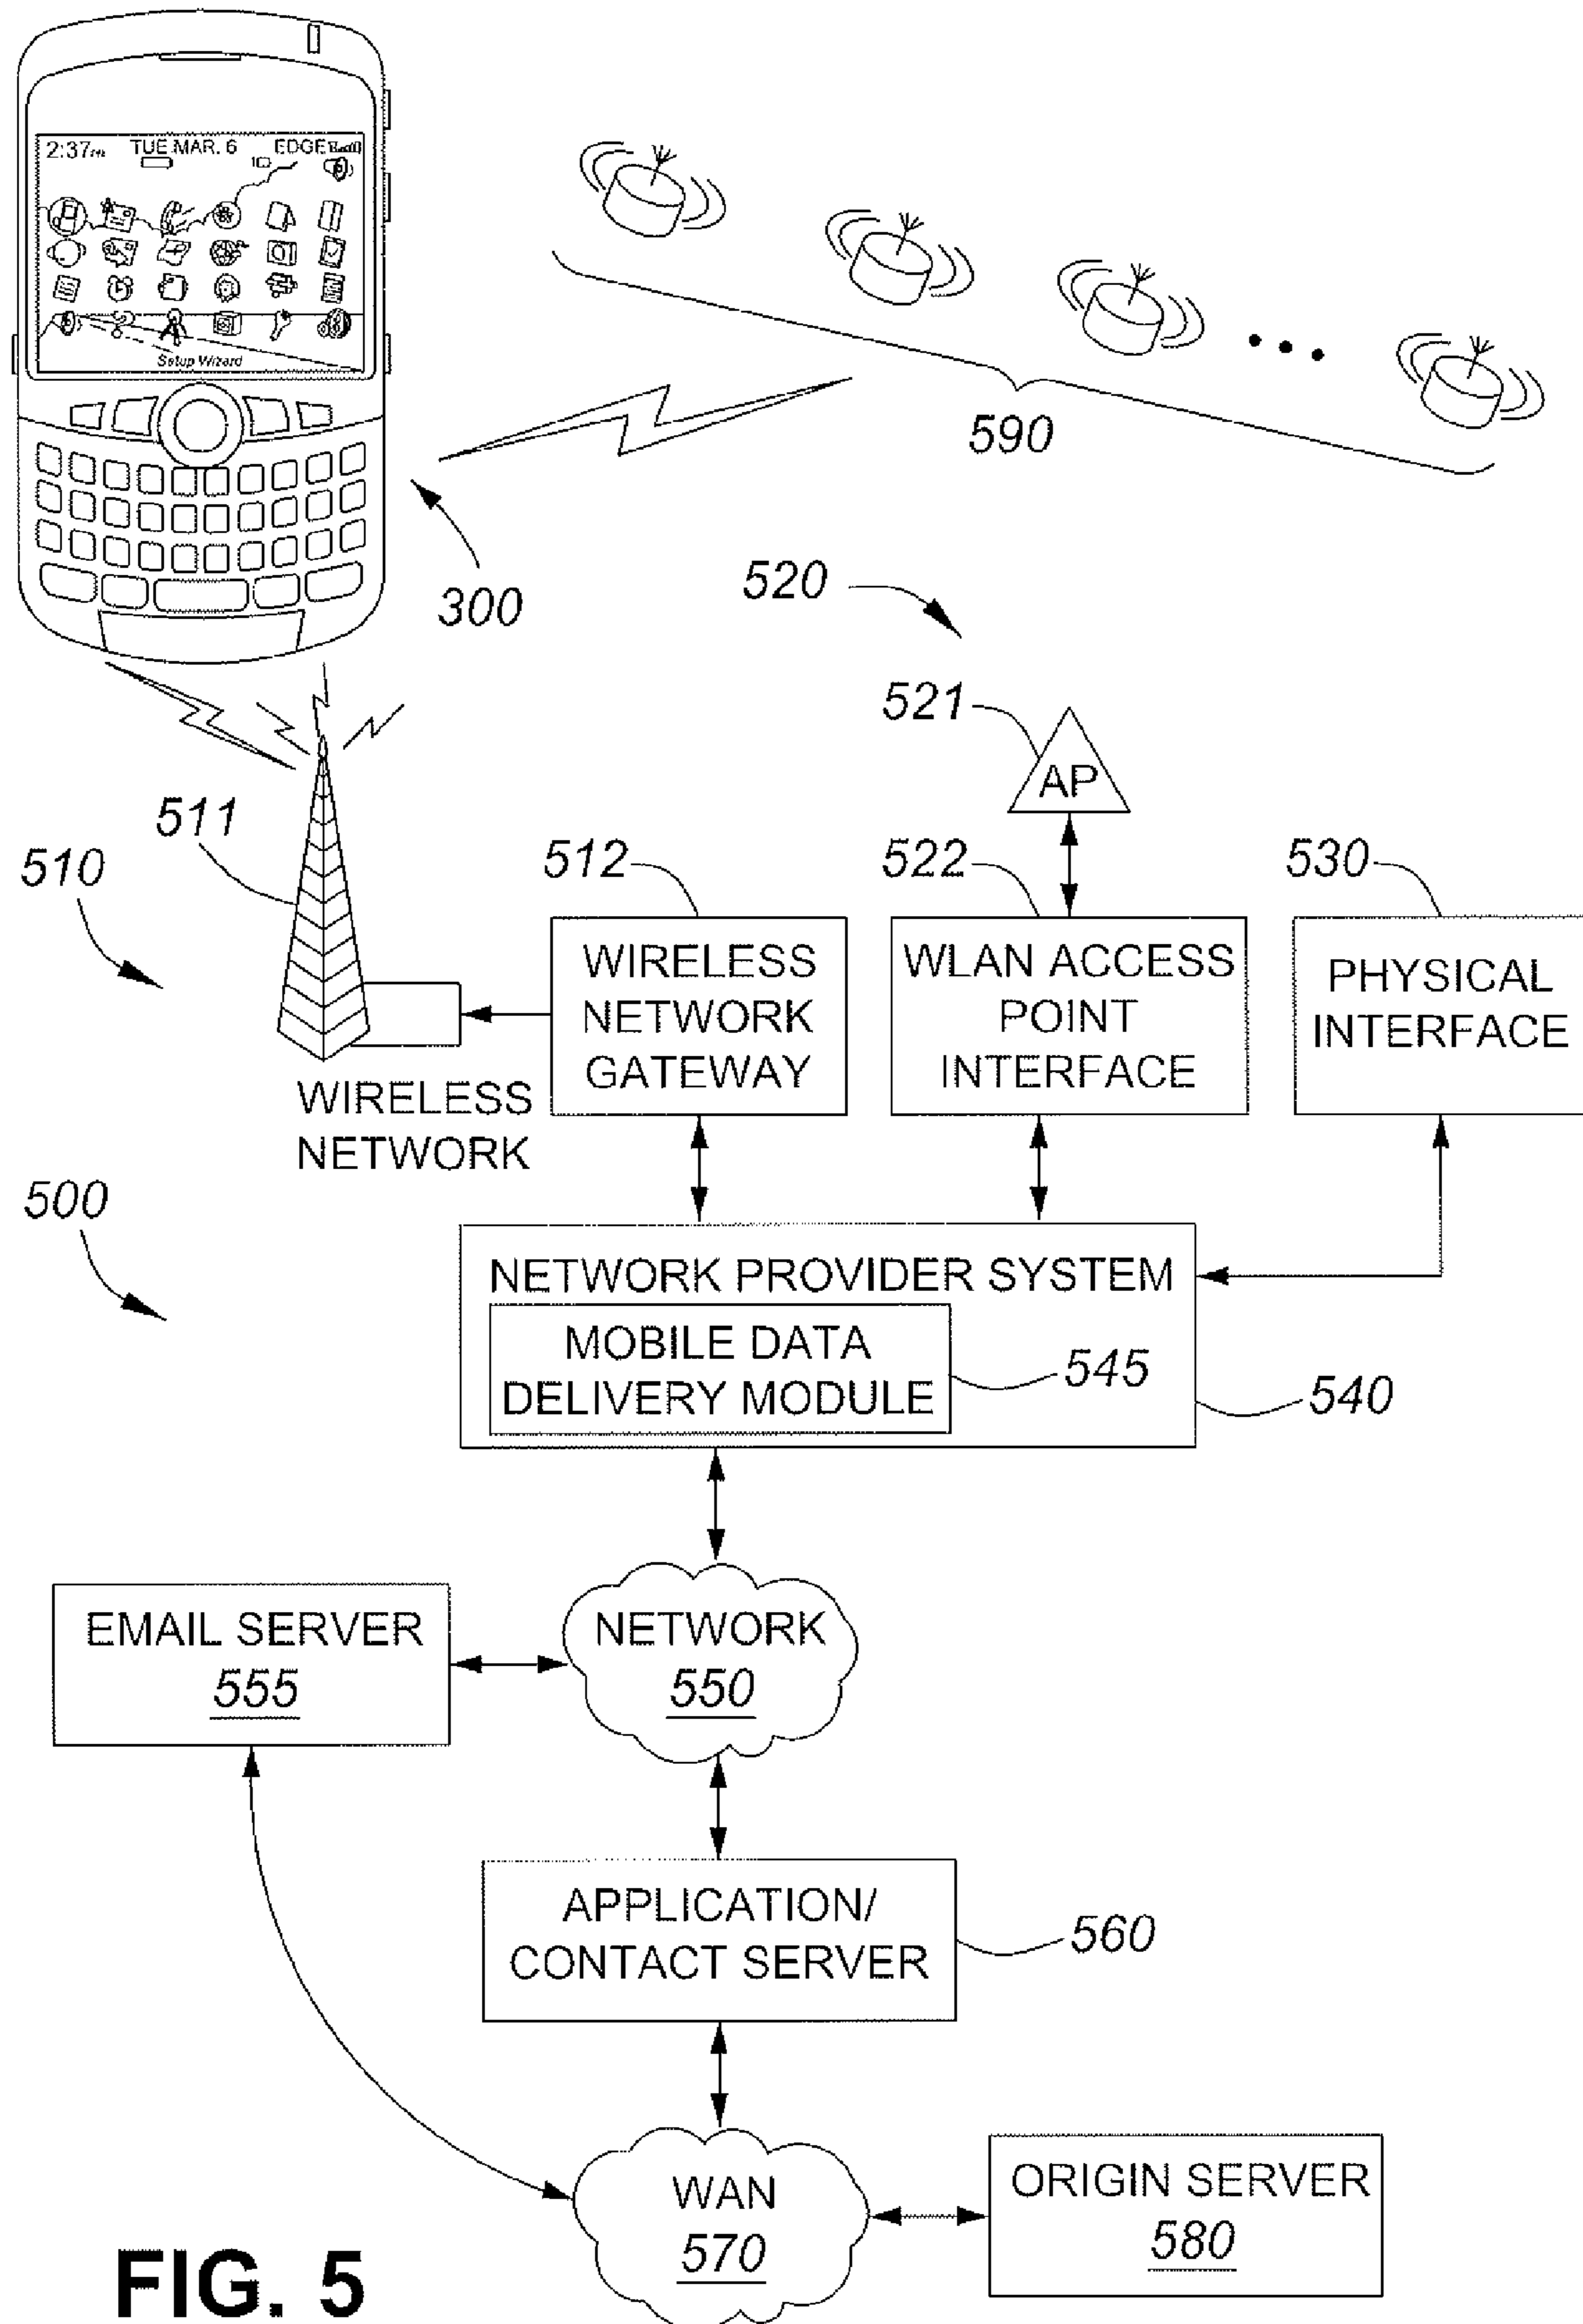 2:37PM TUE MAR. 6 EDGE
Setup Wizard
590
300
520
521
AP
511
510
512
522
530
WIRELESS
NETWORK
GATEWAY
WLAN ACCESS
POINT
INTERFACE
PHYSICAL
INTERFACE
WIRELESS
NETWORK
500
NETWORK PROVIDER SYSTEM
MOBILE DATA
DELIVERY MODULE
545
540
EMAIL SERVER
555
NETWORK
550
APPLICATION/
CONTACT SERVER
560
WAN
570
ORIGIN SERVER
580
FIG. 5